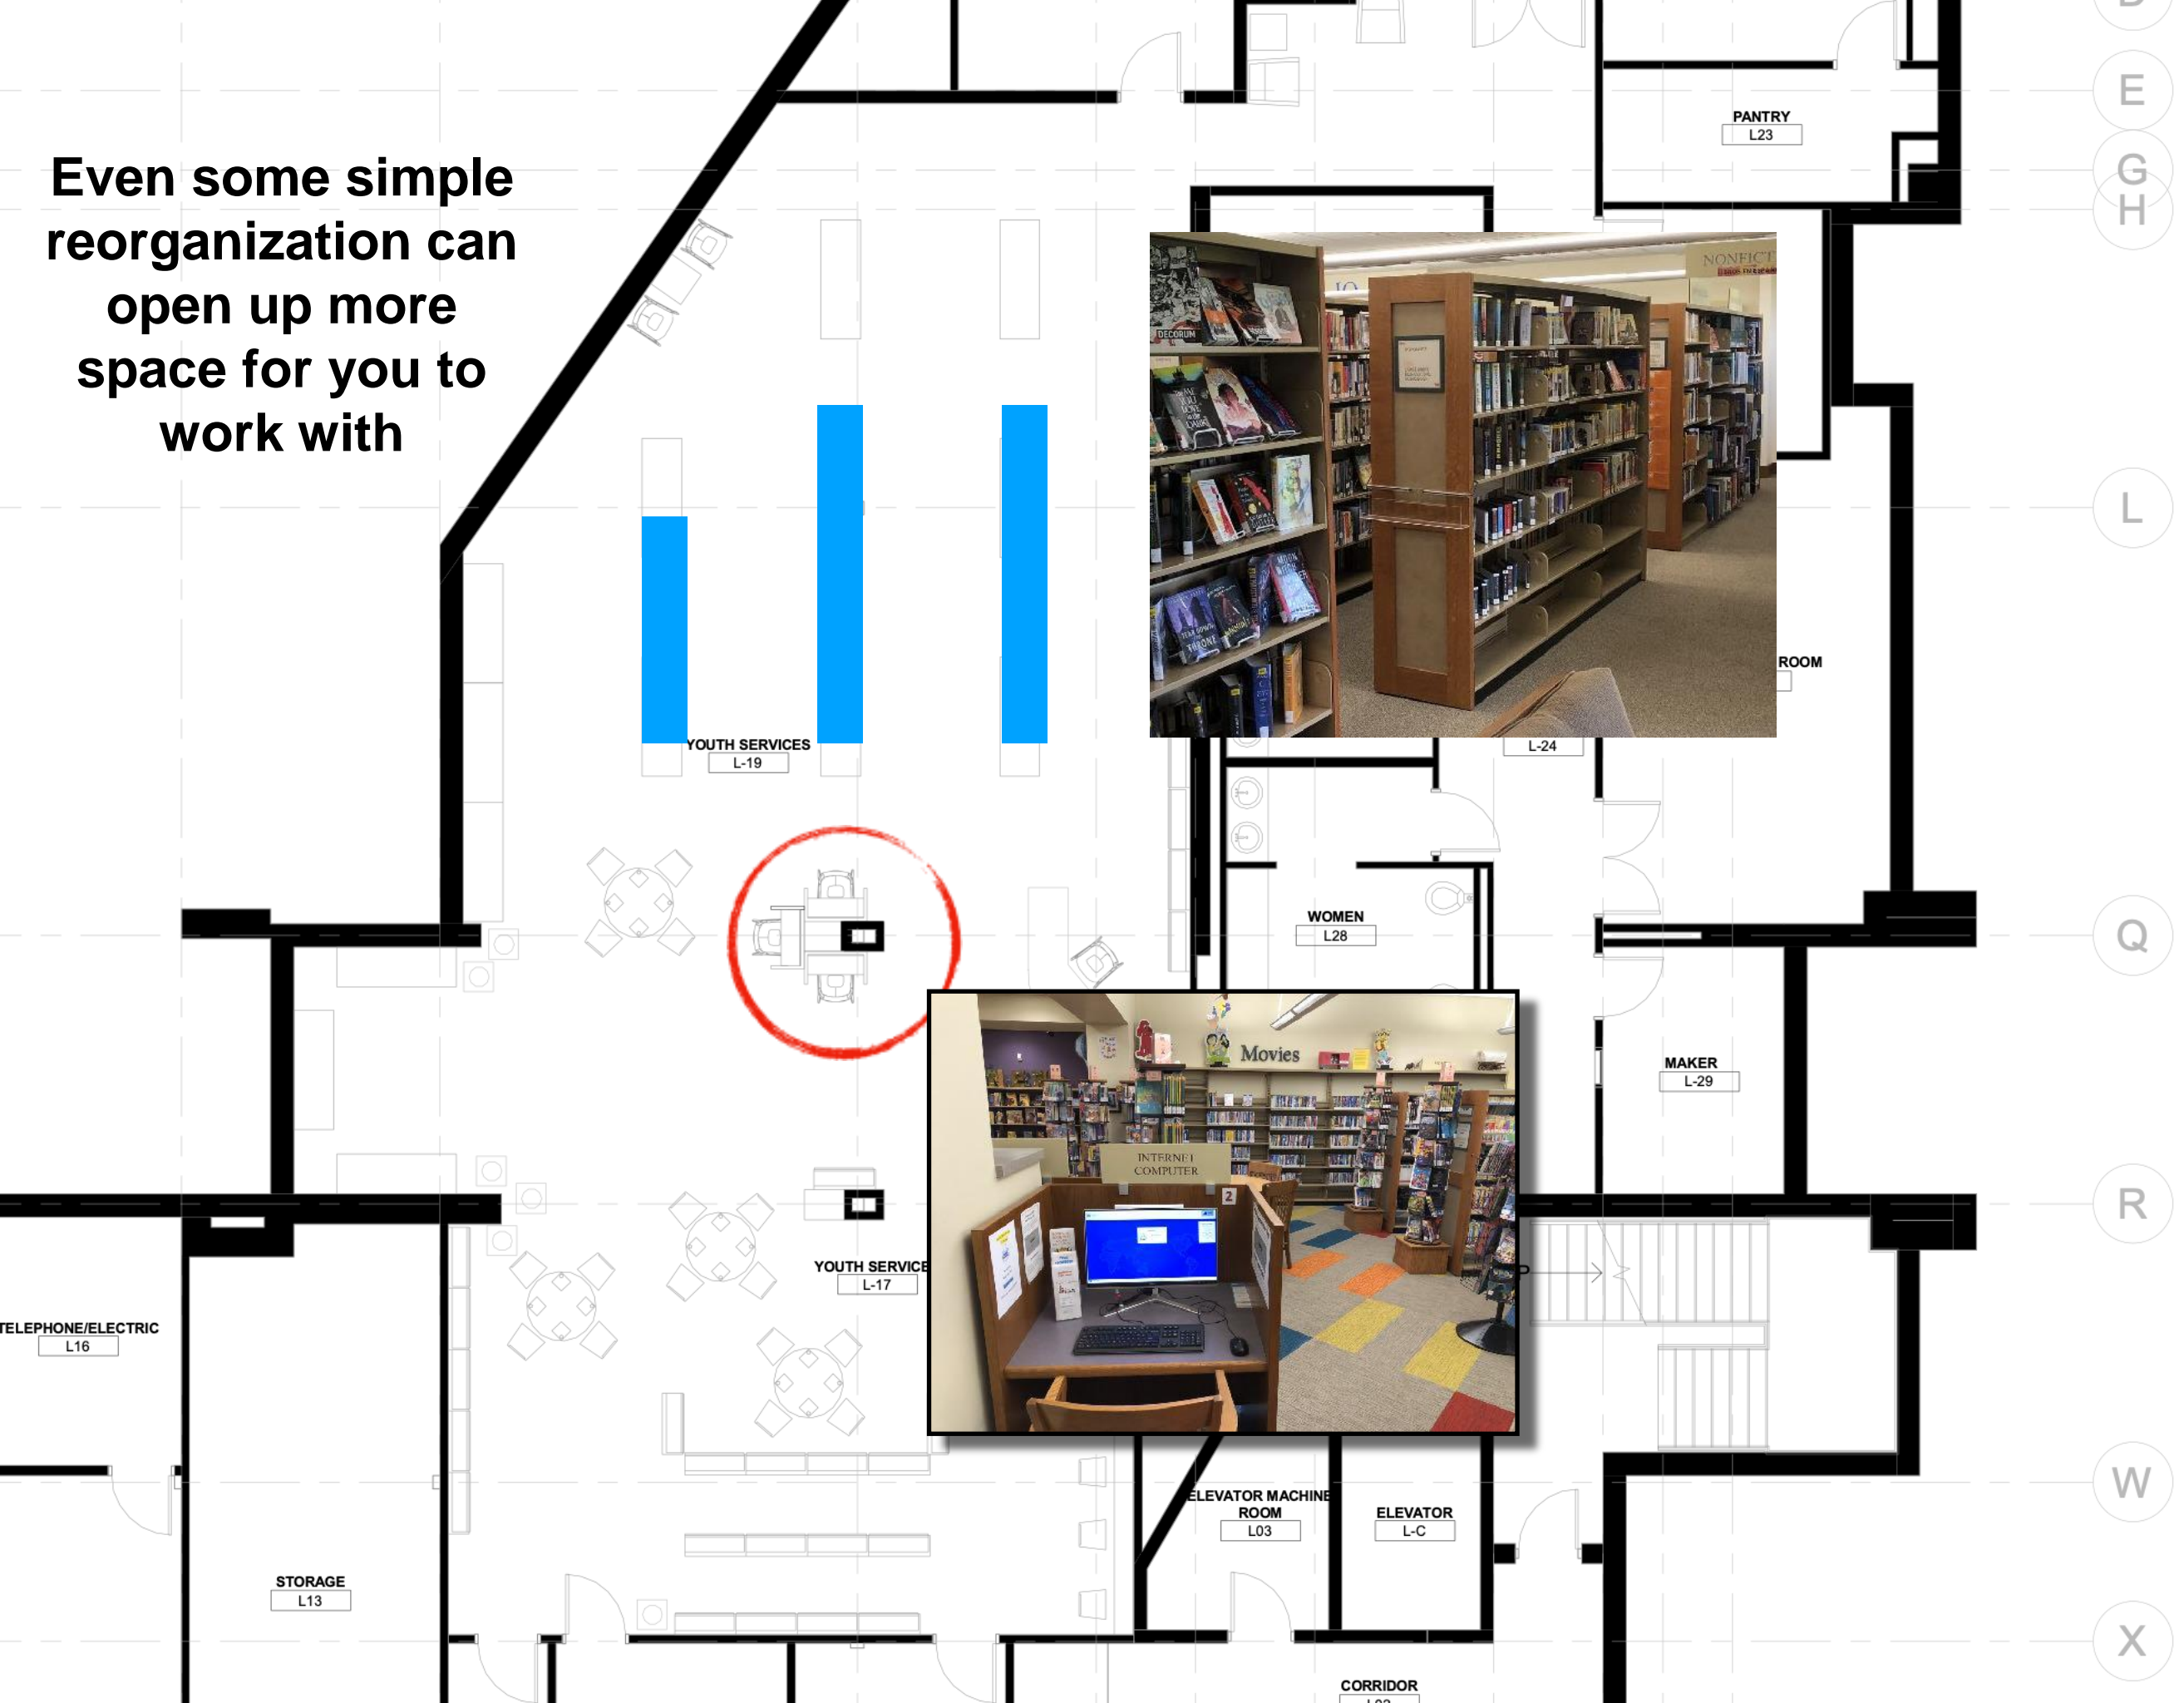 D
E
PANTRY
L23
G
H
Even some simple
reorganization can
open up more
space for you to
work with
NONFICT
DECORUM
L
ROOM
L-24
YOUTH SERVICES
L-19
WOMEN
L28
Q
MAKER
L-29
Movies
INTERNET
COMPUTER
2
R
YOUTH SERVICE
L-17
P
TELEPHONE/ELECTRIC
L16
W
ELEVATOR MACHINE
ROOM
L03
ELEVATOR
L-C
STORAGE
L13
X
CORRIDOR